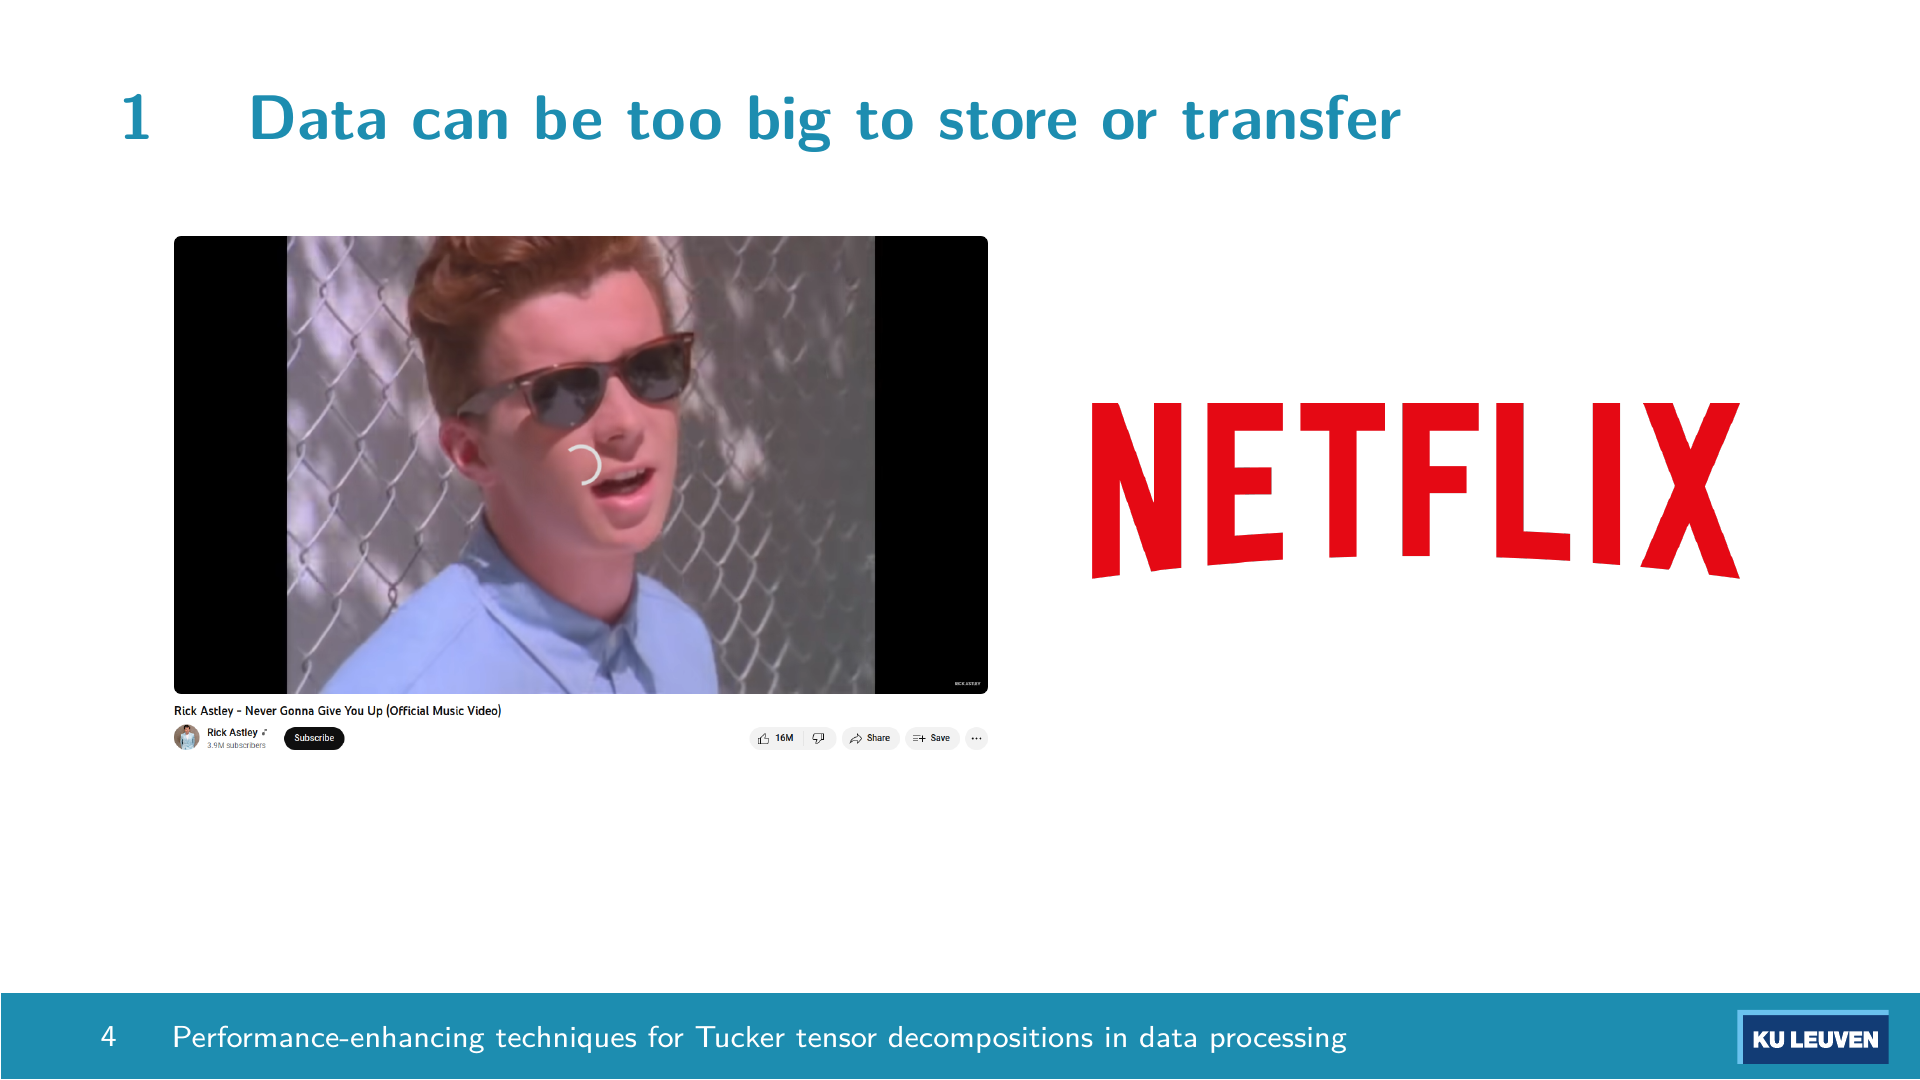 1 Data can be too big to store or transfer
RICK ASTLEY
Rick Astley - Never Gonna Give You Up (Official Music Video)
Rick Astley
3.9M subscribers
Subscribe
16M
Share
Save
NETFLIX
4 Performance-enhancing techniques for Tucker tensor decompositions in data processing
KU LEUVEN